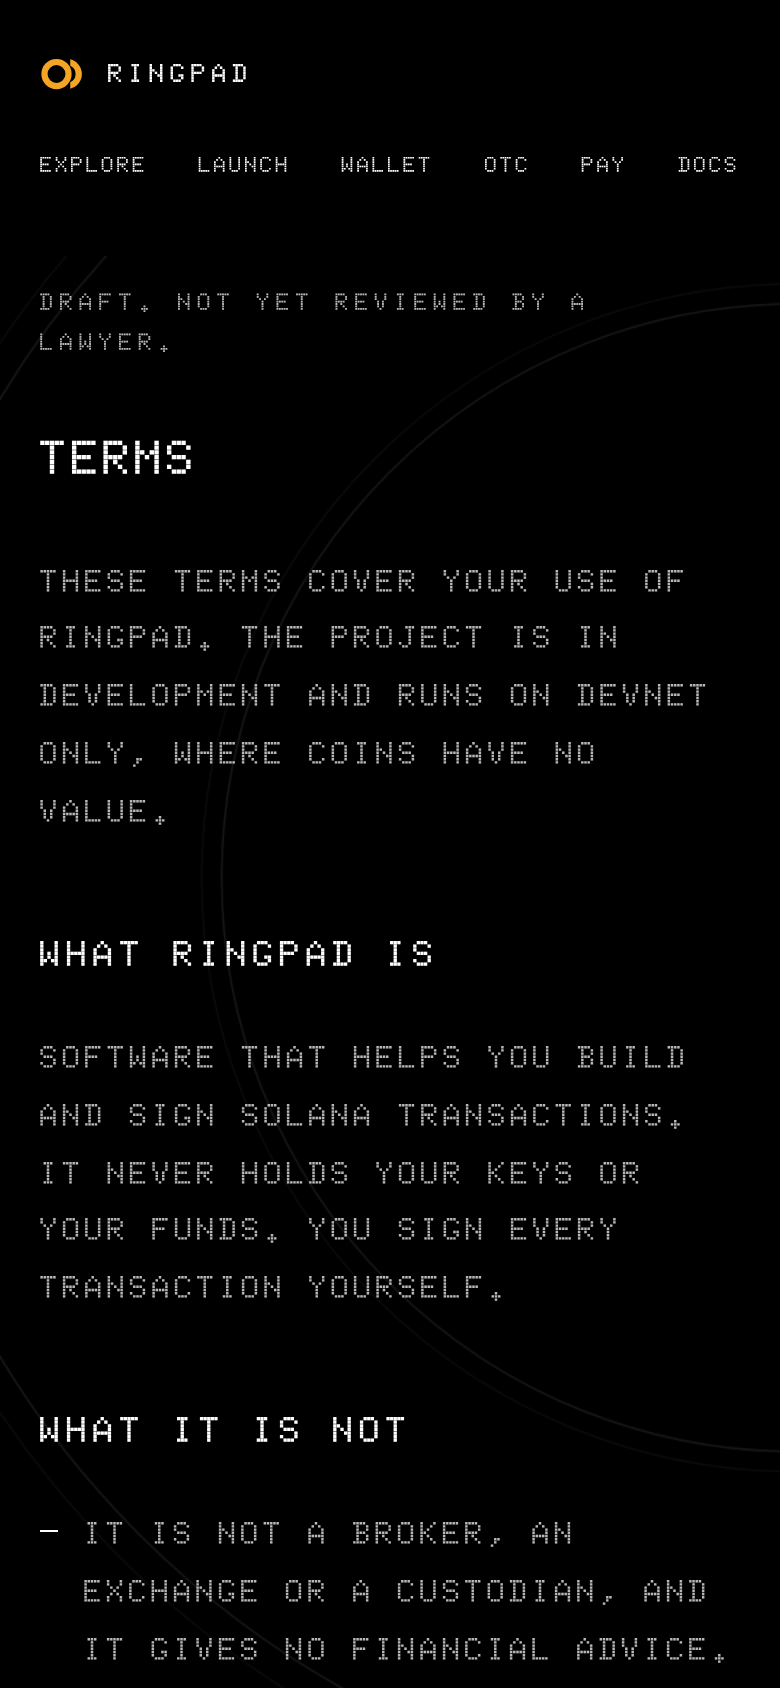 RINGPAD
EXPLORE LAUNCH WALLET OTC PAY DOCS
DRAFT. NOT YET REVIEWED BY A
LAWYER.
TERMS
THESE TERMS COVER YOUR USE OF
RINGPAD. THE PROJECT IS IN
DEVELOPMENT AND RUNS ON DEVNET
ONLY, WHERE COINS HAVE NO
VALUE.
WHAT RINGPAD IS
SOFTWARE THAT HELPS YOU BUILD
AND SIGN SOLANA TRANSACTIONS.
IT NEVER HOLDS YOUR KEYS OR
YOUR FUNDS. YOU SIGN EVERY
TRANSACTION YOURSELF.
WHAT IT IS NOT
— IT IS NOT A BROKER, AN
EXCHANGE OR A CUSTODIAN, AND
IT GIVES NO FINANCIAL ADVICE.